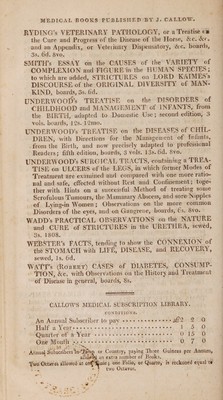 MEDICAL BOOKS PUBLISHED BY J. CALLOW.
RYDING'S VETERINARY PATHOLOGY, or a Treatise on
the Cure and Progress of the Disease of the Horse, &c. &c.
and an Appendix, or Veterinary Dispensatory, &c. boards,
5s. 6d. 8vo.
SMITH'S ESSAY on the CAUSES of the VARIETY of
COMPLEXION and FIGURE in the HUMAN SPECIES;
to which are added, STRICTURES on LORD KAIMES's
DISCOURSE of the ORIGINAL DIVERSITY of MAN-
KIND, boards, 3s. 6d.
UNDERWOOD'S TREATISE on the DISORDERS of
CHILDHOOD and MANAGEMENT of INFANTS, from
the BIRTH, adapted to Domestic Use; second edition, 3
vols. boards, 12s. 12mo.
UNDERWOOD'S TREATISE on the DISEASES of CHIL-
DREN, with Directions for the Management of Infants,
from the Birth, and now precisely adapted to professional
Readers; fifth edition, boards, 3 vols. 13s. 6d. 8vo.
UNDERWOOD'S SURGICAL TRACTS, containing a TREA-
TISE on ULCERS of the LEGS, in which former Modes of
Treatment are examined and compared with one more ratio-
nal and safe, effected without Rest and Confinement; toge-
ther with Hints on a successful Method of treating some
Scrofulous Tumours, the Mammary Abscess, and sore Nipples
of Lying-in Women; Observations on the more common
Disorders of the eyes, and on Gangrene, boards, 6s. 8vo.
WADD'S PRACTICAL OBSERVATIONS on the NATURE
and CURE of STRICTURES in the URETHRA, sewed,
3s. 1808.
WEBSTER'S FACTS, tending to show the CONNEXION of
the STOMACH with LIFE, DISEASE, and RECOVERY,
sewed, 1s. 6d.
WATT'S (ROBERT) CASES of DIABETES, CONSUMP-
TION, &c. with Observations on the History and Treatment
of Disease in general, boards, 8s.
CALLOW'S MEDICAL SUBSCRIPTION LIBRARY.
CONDITIONS.
An Annual Subscriber to pay £2 2 0
Half a Year 1 5 0
Quarter of a Year 0 15 0
One Month 0 7 0
Annual Subscribers in Town or Country, paying Three Guineas per Annum,
allowed an extra number of Books.
Two Octavos allowed at one; one Folio, or Quarto, is reckoned equal to
two Octavos.